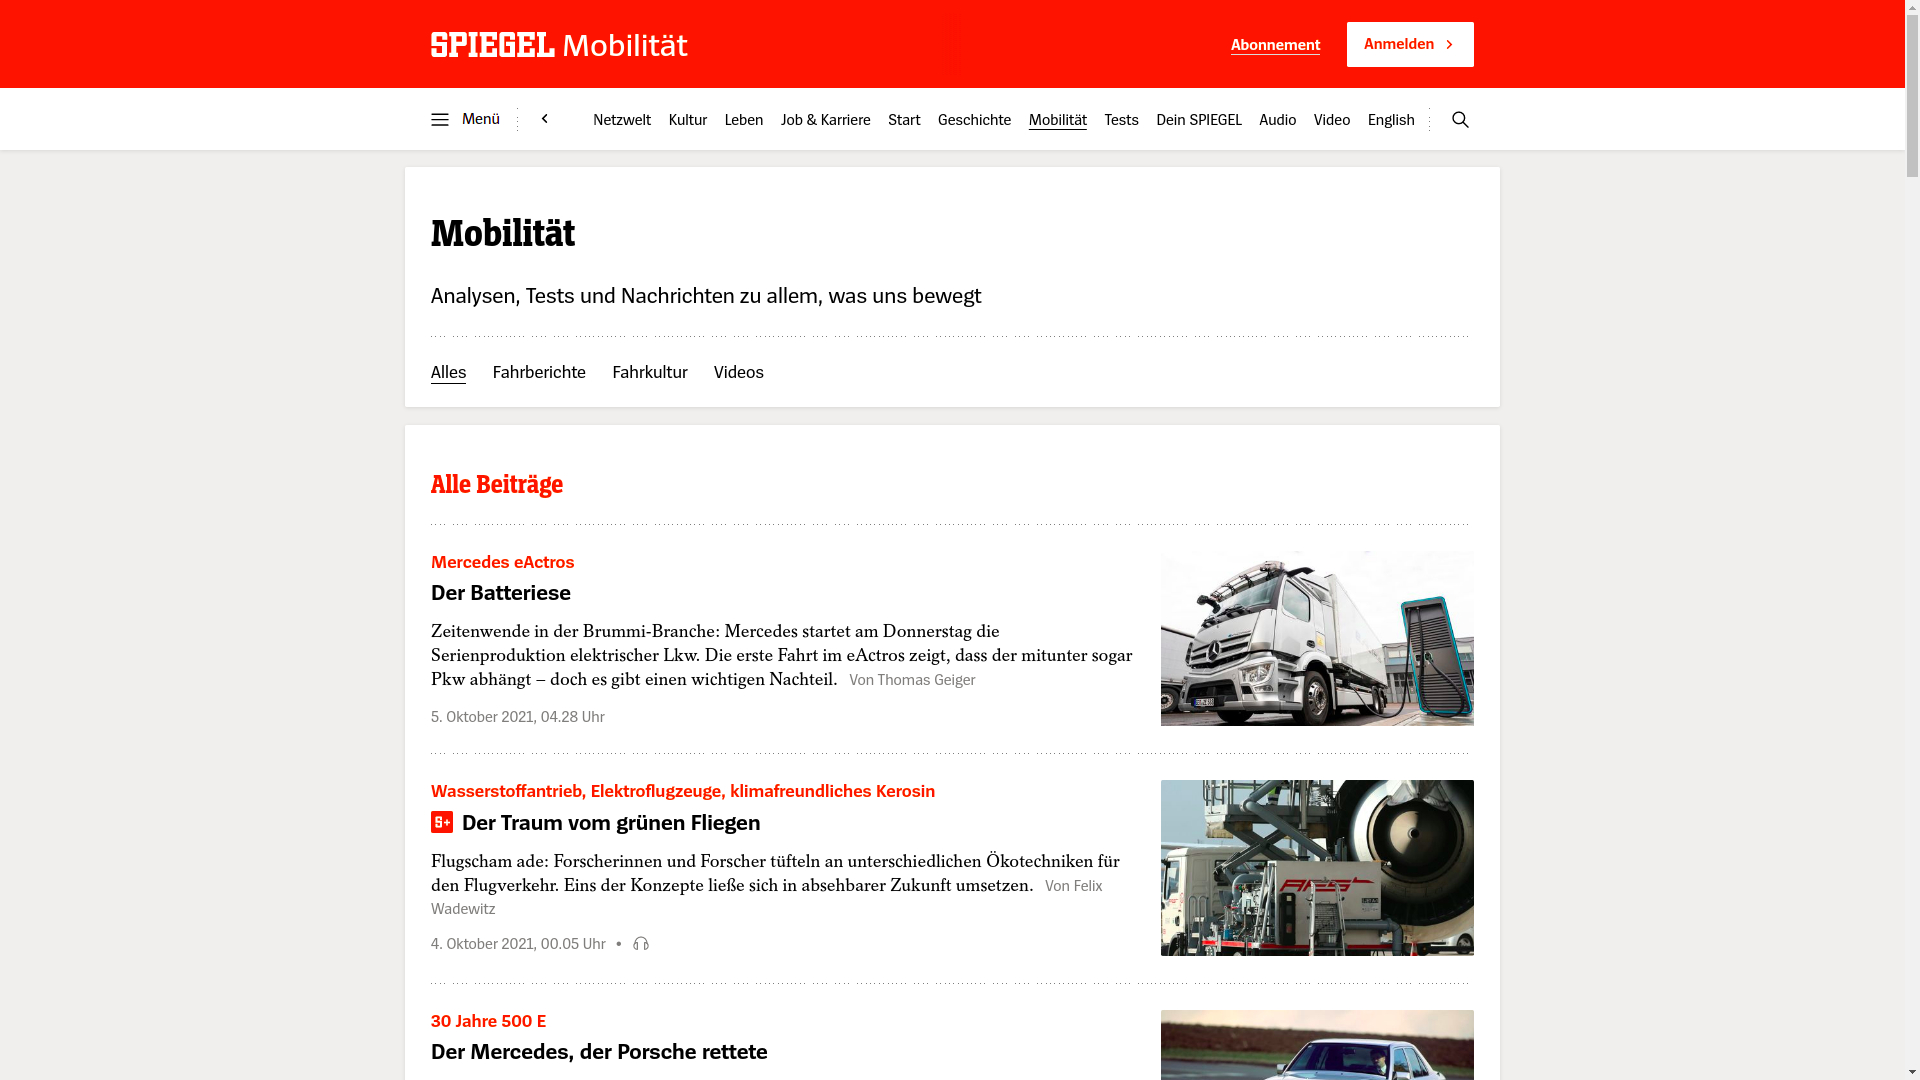 SPIEGEL Mobilität
Abonnement
Anmelden
Menü
Netzwelt
Kultur
Leben
Job & Karriere
Start
Geschichte
Mobilität
Tests
Dein SPIEGEL
Audio
Video
English
Mobilität
Analysen, Tests und Nachrichten zu allem, was uns bewegt
Alles
Fahrberichte
Fahrkultur
Videos
Alle Beiträge
Mercedes eActros
Der Batteriese
Zeitenwende in der Brummi-Branche: Mercedes startet am Donnerstag die
Serienproduktion elektrischer Lkw. Die erste Fahrt im eActros zeigt, dass der mitunter sogar
Pkw abhängt – doch es gibt einen wichtigen Nachteil. Von Thomas Geiger
5. Oktober 2021, 04.28 Uhr
Wasserstoffantrieb, Elektroflugzeuge, klimafreundliches Kerosin
S+ Der Traum vom grünen Fliegen
Flugscham ade: Forscherinnen und Forscher tüfteln an unterschiedlichen Ökotechniken für
den Flugverkehr. Eins der Konzepte ließe sich in absehbarer Zukunft umsetzen. Von Felix
Wadewitz
4. Oktober 2021, 00.05 Uhr •
30 Jahre 500 E
Der Mercedes, der Porsche rettete